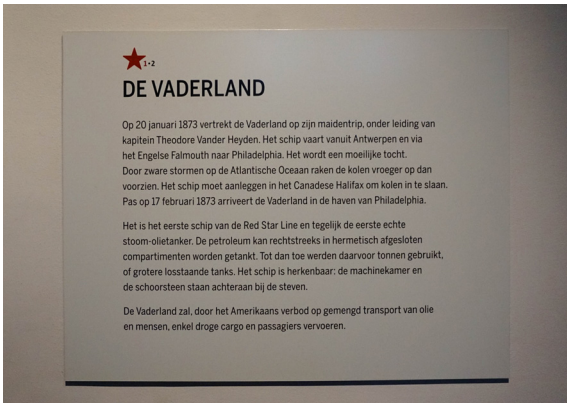 1•2
DE VADERLAND
Op 20 januari 1873 vertrekt de Vaderland op zijn maidentrip, onder leiding van
kapitein Theodore Vander Heyden. Het schip vaart vanuit Antwerpen en via
het Engelse Falmouth naar Philadelphia. Het wordt een moeilijke tocht.
Door zware stormen op de Atlantische Oceaan raken de kolen vroeger op dan
voorzien. Het schip moet aanleggen in het Canadese Halifax om kolen in te slaan.
Pas op 17 februari 1873 arriveert de Vaderland in de haven van Philadelphia.
Het is het eerste schip van de Red Star Line en tegelijk de eerste echte
stoom-olietanker. De petroleum kan rechtstreeks in hermetisch afgesloten
compartimenten worden getankt. Tot dan toe werden daarvoor tonnen gebruikt,
of grotere losstaande tanks. Het schip is herkenbaar: de machinekamer en
de schoorsteen staan achteraan bij de steven.
De Vaderland zal, door het Amerikaans verbod op gemengd transport van olie
en mensen, enkel droge cargo en passagiers vervoeren.